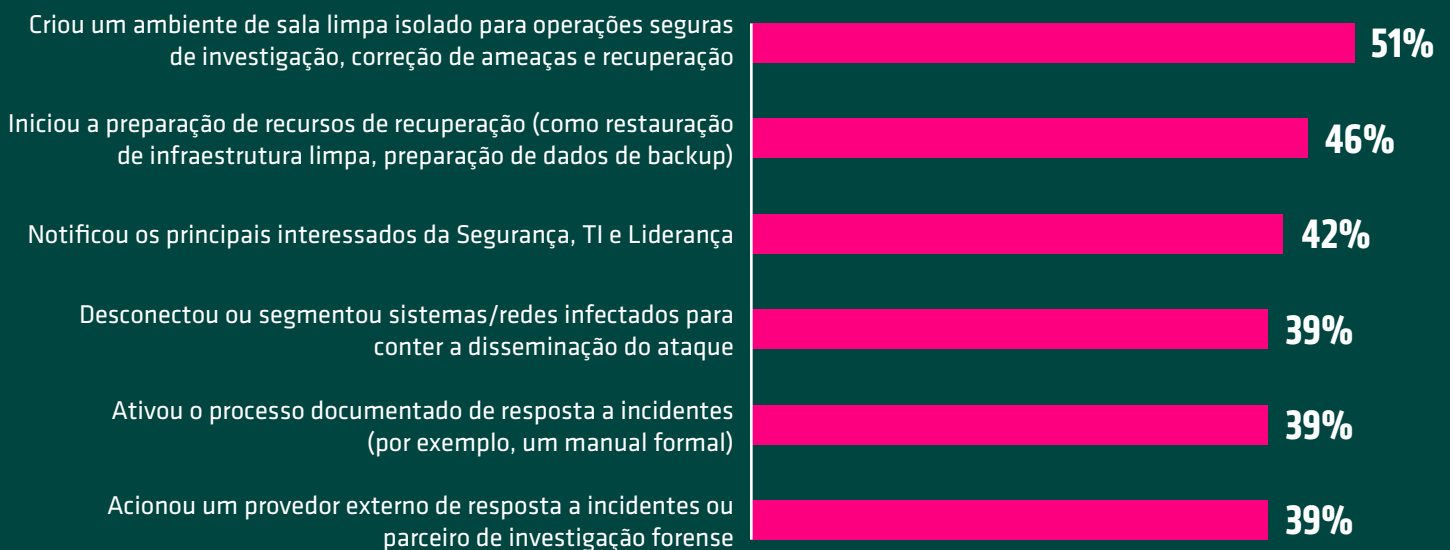 Criou um ambiente de sala limpa isolado para operações seguras
de investigação, correção de ameaças e recuperação
51%
Iniciou a preparação de recursos de recuperação (como restauração
de infraestrutura limpa, preparação de dados de backup)
46%
Notificou os principais interessados da Segurança, TI e Liderança
42%
Desconectou ou segmentou sistemas/redes infectados para
conter a disseminação do ataque
39%
Ativou o processo documentado de resposta a incidentes
(por exemplo, um manual formal)
39%
Acionou um provedor externo de resposta a incidentes ou
parceiro de investigação forense
39%